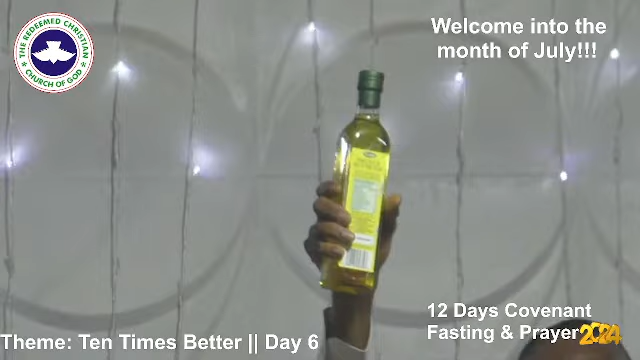 THE REDEEMED CHRISTIAN
CHURCH OF GOD
Welcome into the
month of July!!!
12 Days Covenant
Fasting & Prayer
2024
Theme: Ten Times Better || Day 6